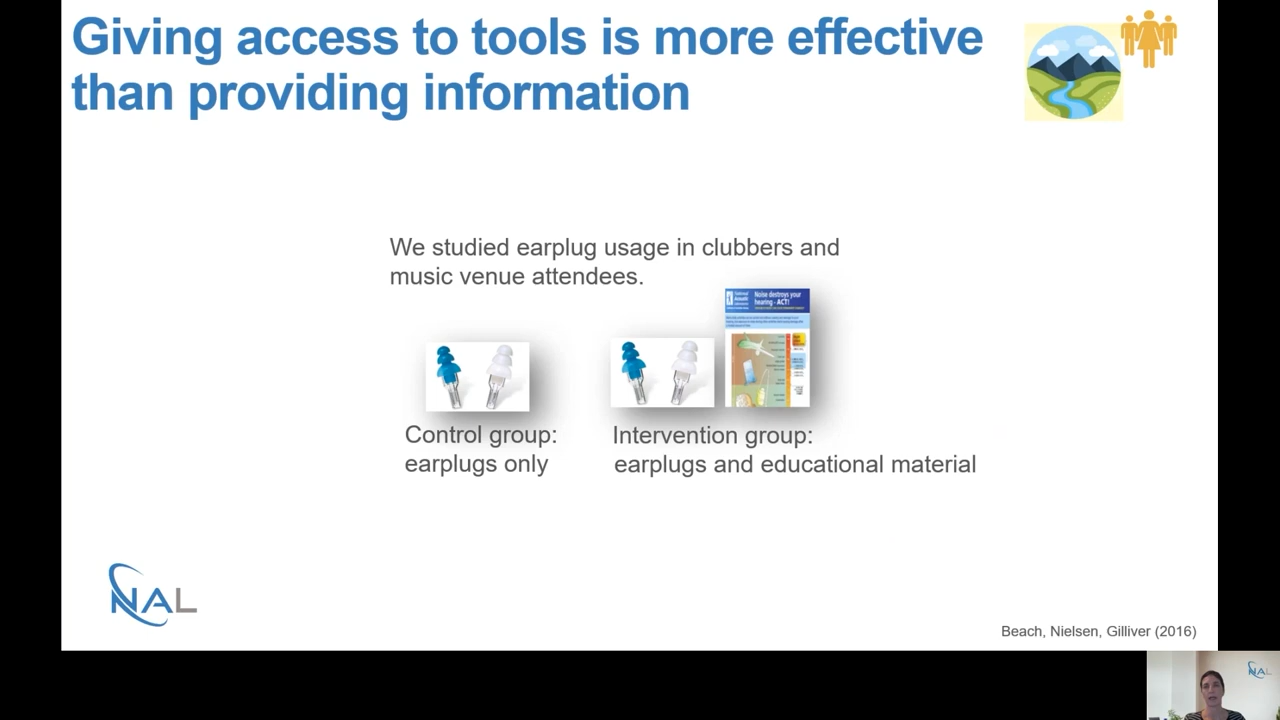 Giving access to tools is more effective
than providing information
We studied earplug usage in clubbers and
music venue attendees.
Noise destroys your
hearing - ACT!
Control group:
earplugs only
Intervention group:
earplugs and educational material
NAL
Beach, Nielsen, Gilliver (2016)
NAL